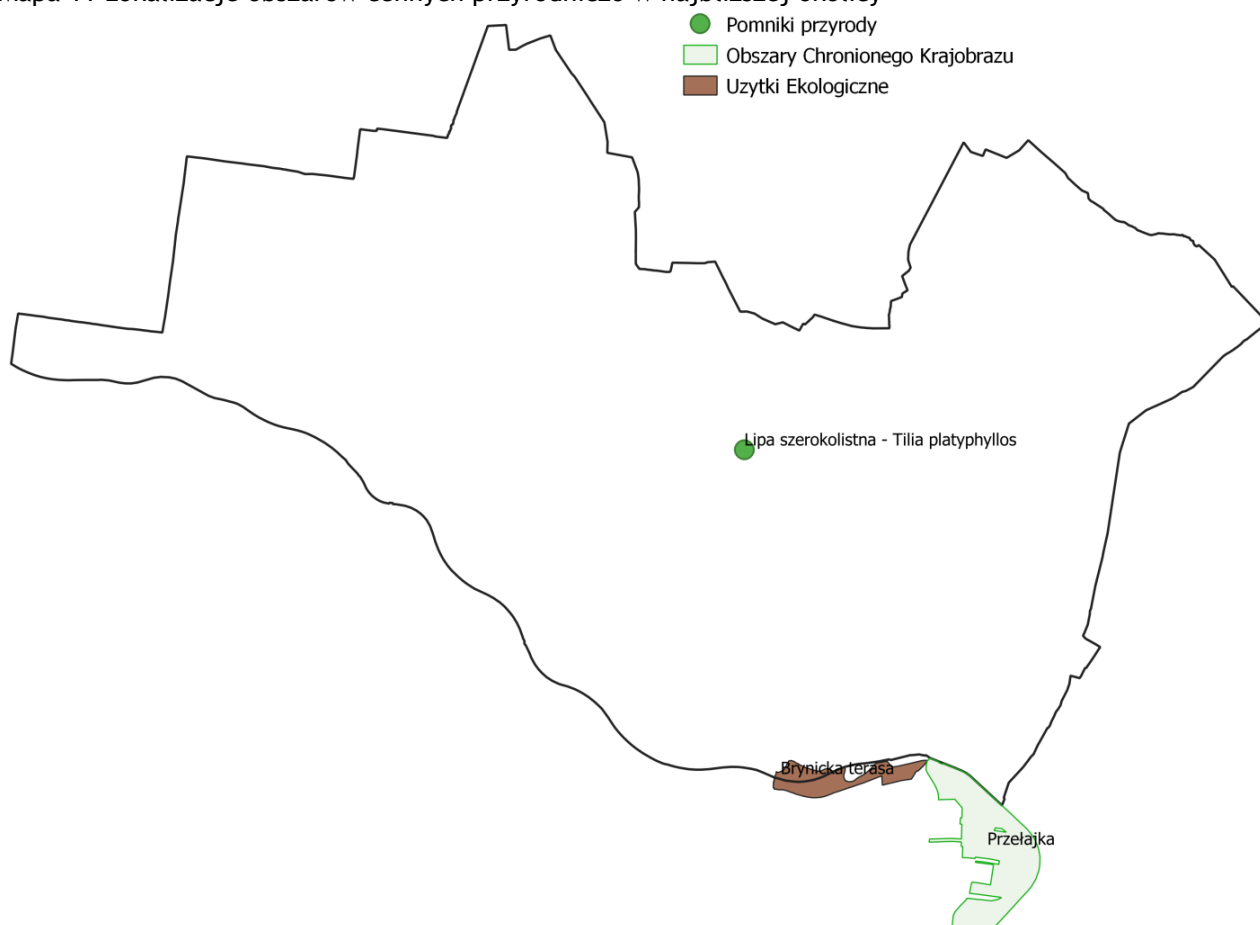 Pomniki przyrody
Obszary Chronionego Krajobrazu
Uzytki Ekologiczne
Lipa szerokolistna - Tilia platyphyllos
Brynicka terasa
Przełajka